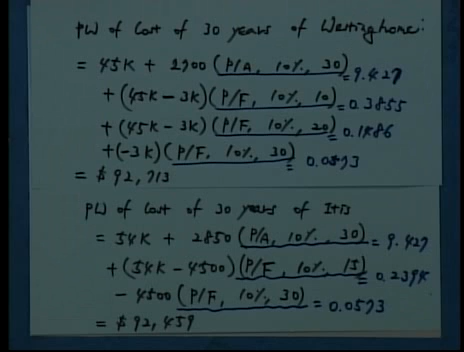 PW of Cost of 30 years of Westinghouse:
= 45K + 2700 (P/A, 10%, 30) = 9.427
+ (45K - 3K) (P/F, 10%, 10) = 0.3855
+ (45K - 3K) (P/F, 10%, 20) = 0.1486
+ (-3K) (P/F, 10%, 30) = 0.0573
= $ 92,713
PW of Cost of 30 years of Itis
= 54K + 2850 (P/A, 10%, 30) = 9.427
+ (54K - 4500) (P/F, 10%, 15) = 0.2394
- 4500 (P/F, 10%, 30) = 0.0573
= $ 92,459